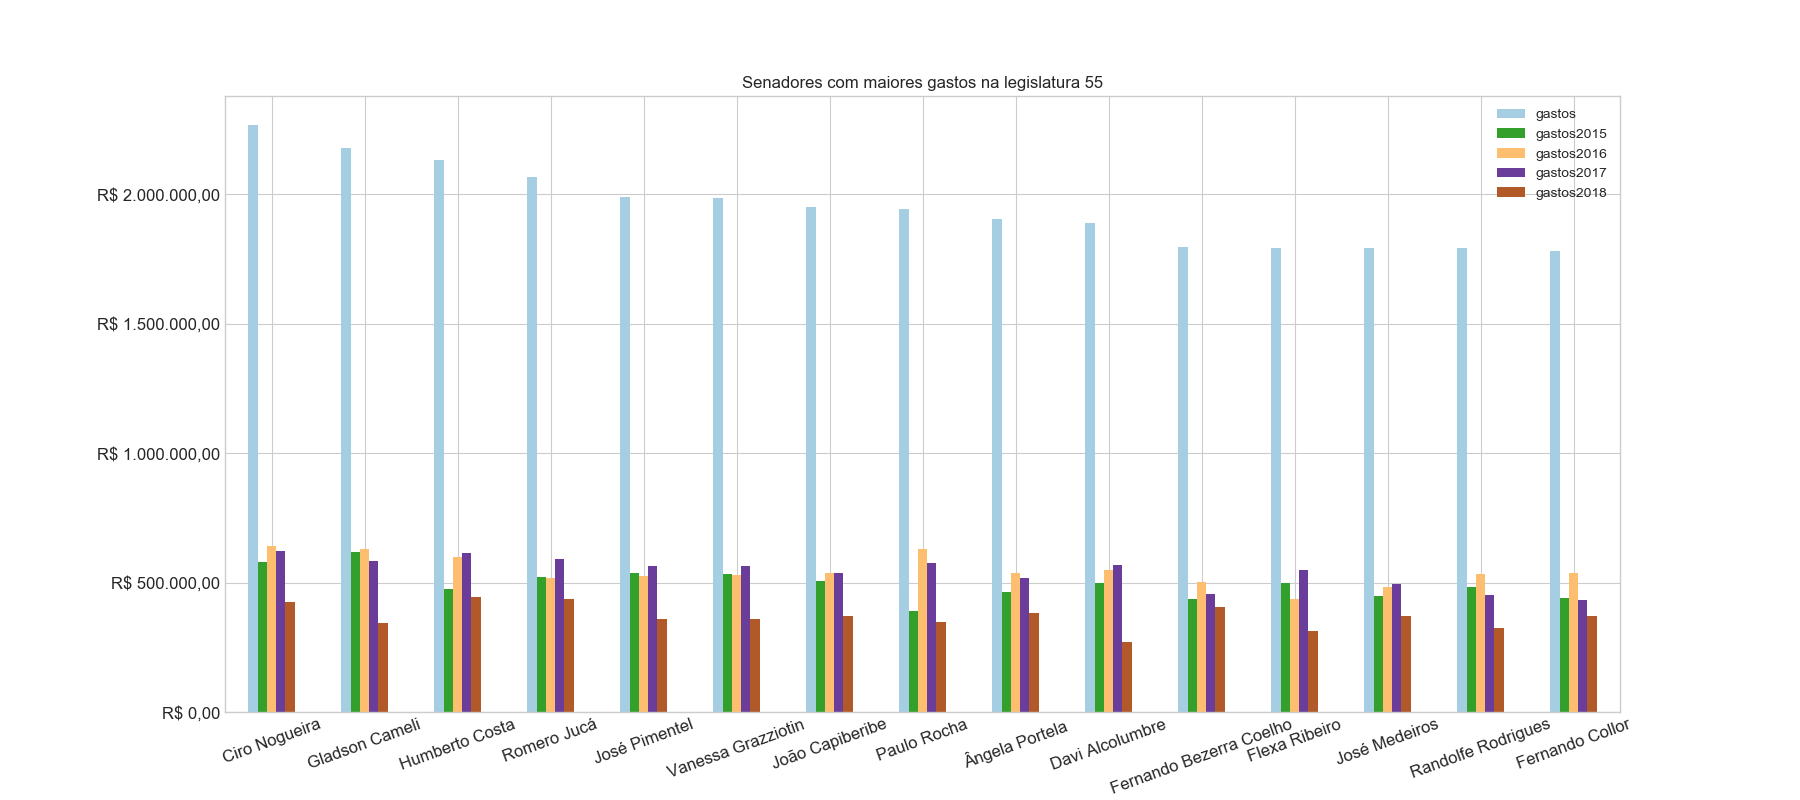 Senadores com maiores gastos na legislatura 55
gastos
gastos2015
gastos2016
gastos2017
gastos2018
R$ 2.000.000,00
R$ 1.500.000,00
R$ 1.000.000,00
R$ 500.000,00
R$ 0,00
Ciro Nogueira
Gladson Cameli
Humberto Costa
Romero Jucá
José Pimentel
Vanessa Grazziotin
João Capiberibe
Paulo Rocha
Ângela Portela
Davi Alcolumbre
Fernando Bezerra Coelho
Flexa Ribeiro
José Medeiros
Randolfe Rodrigues
Fernando Collor